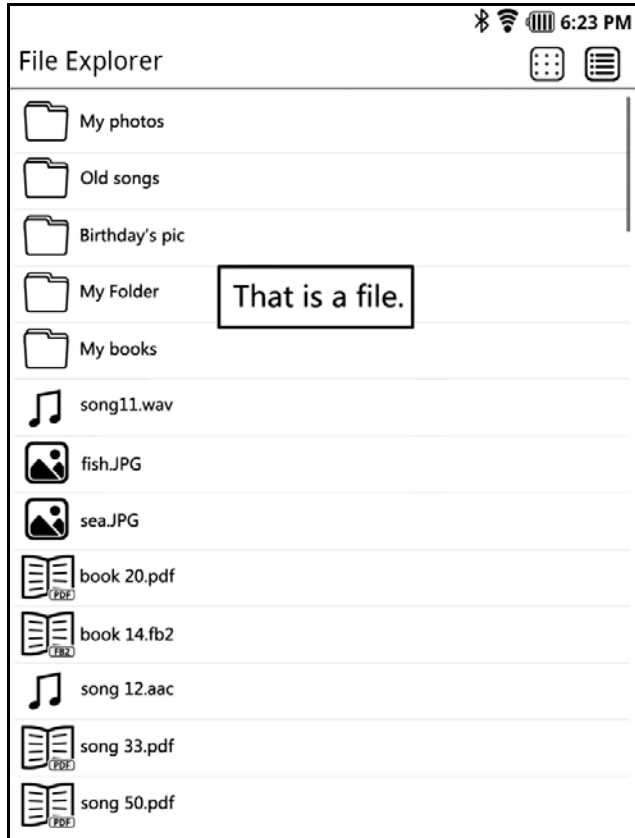 6:23 PM
File Explorer
My photos
Old songs
Birthday's pic
My Folder
That is a file.
My books
song11.wav
fish.JPG
sea.JPG
book 20.pdf
PDF
book 14.fb2
FB2
song 12.aac
song 33.pdf
PDF
song 50.pdf
PDF